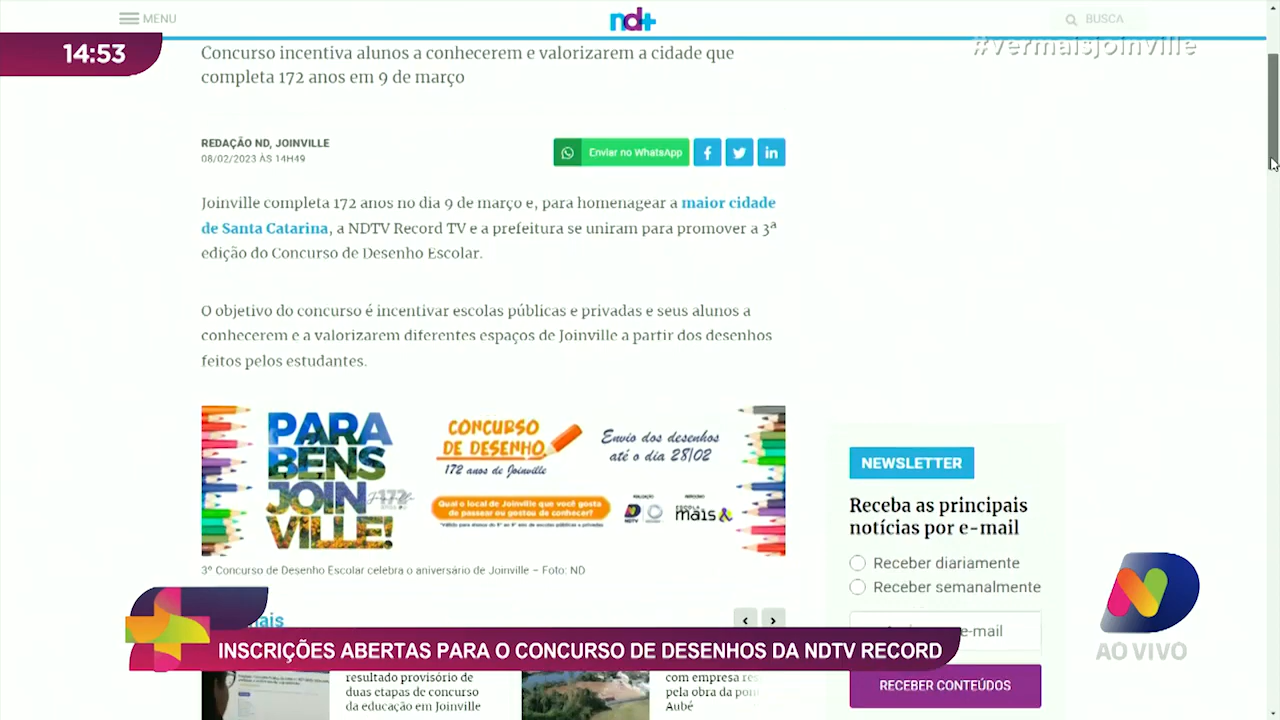 MENU
nd+
BUSCA
14:53
#vermaisjoinville
Concurso incentiva alunos a conhecerem e valorizarem a cidade que
completa 172 anos em 9 de março
REDAÇÃO ND, JOINVILLE
08/02/2023 ÀS 14H49
Enviar no WhatsApp
Joinville completa 172 anos no dia 9 de março e, para homenagear a maior cidade
de Santa Catarina, a NDTV Record TV e a prefeitura se uniram para promover a 3ª
edição do Concurso de Desenho Escolar.
O objetivo do concurso é incentivar escolas públicas e privadas e seus alunos a
conhecerem e a valorizarem diferentes espaços de Joinville a partir dos desenhos
feitos pelos estudantes.
PARA
BENS
JOIN
VILLE!
172
CONCURSO
DE DESENHO
172 anos de Joinville
Envio dos desenhos
até o dia 28/02
Qual o local de Joinville que você gosta
de passear ou gostou de conhecer?
NDTV
ESCOLA
mais
3º Concurso de Desenho Escolar celebra o aniversário de Joinville – Foto: ND
NEWSLETTER
Receba as principais
notícias por e-mail
Receber diariamente
Receber semanalmente
e-mail
RECEBER CONTEÚDOS
INSCRIÇÕES ABERTAS PARA O CONCURSO DE DESENHOS DA NDTV RECORD
AO VIVO
resultado provisório de
duas etapas de concurso
da educação em Joinville
com empresa
pela obra da
Aubé